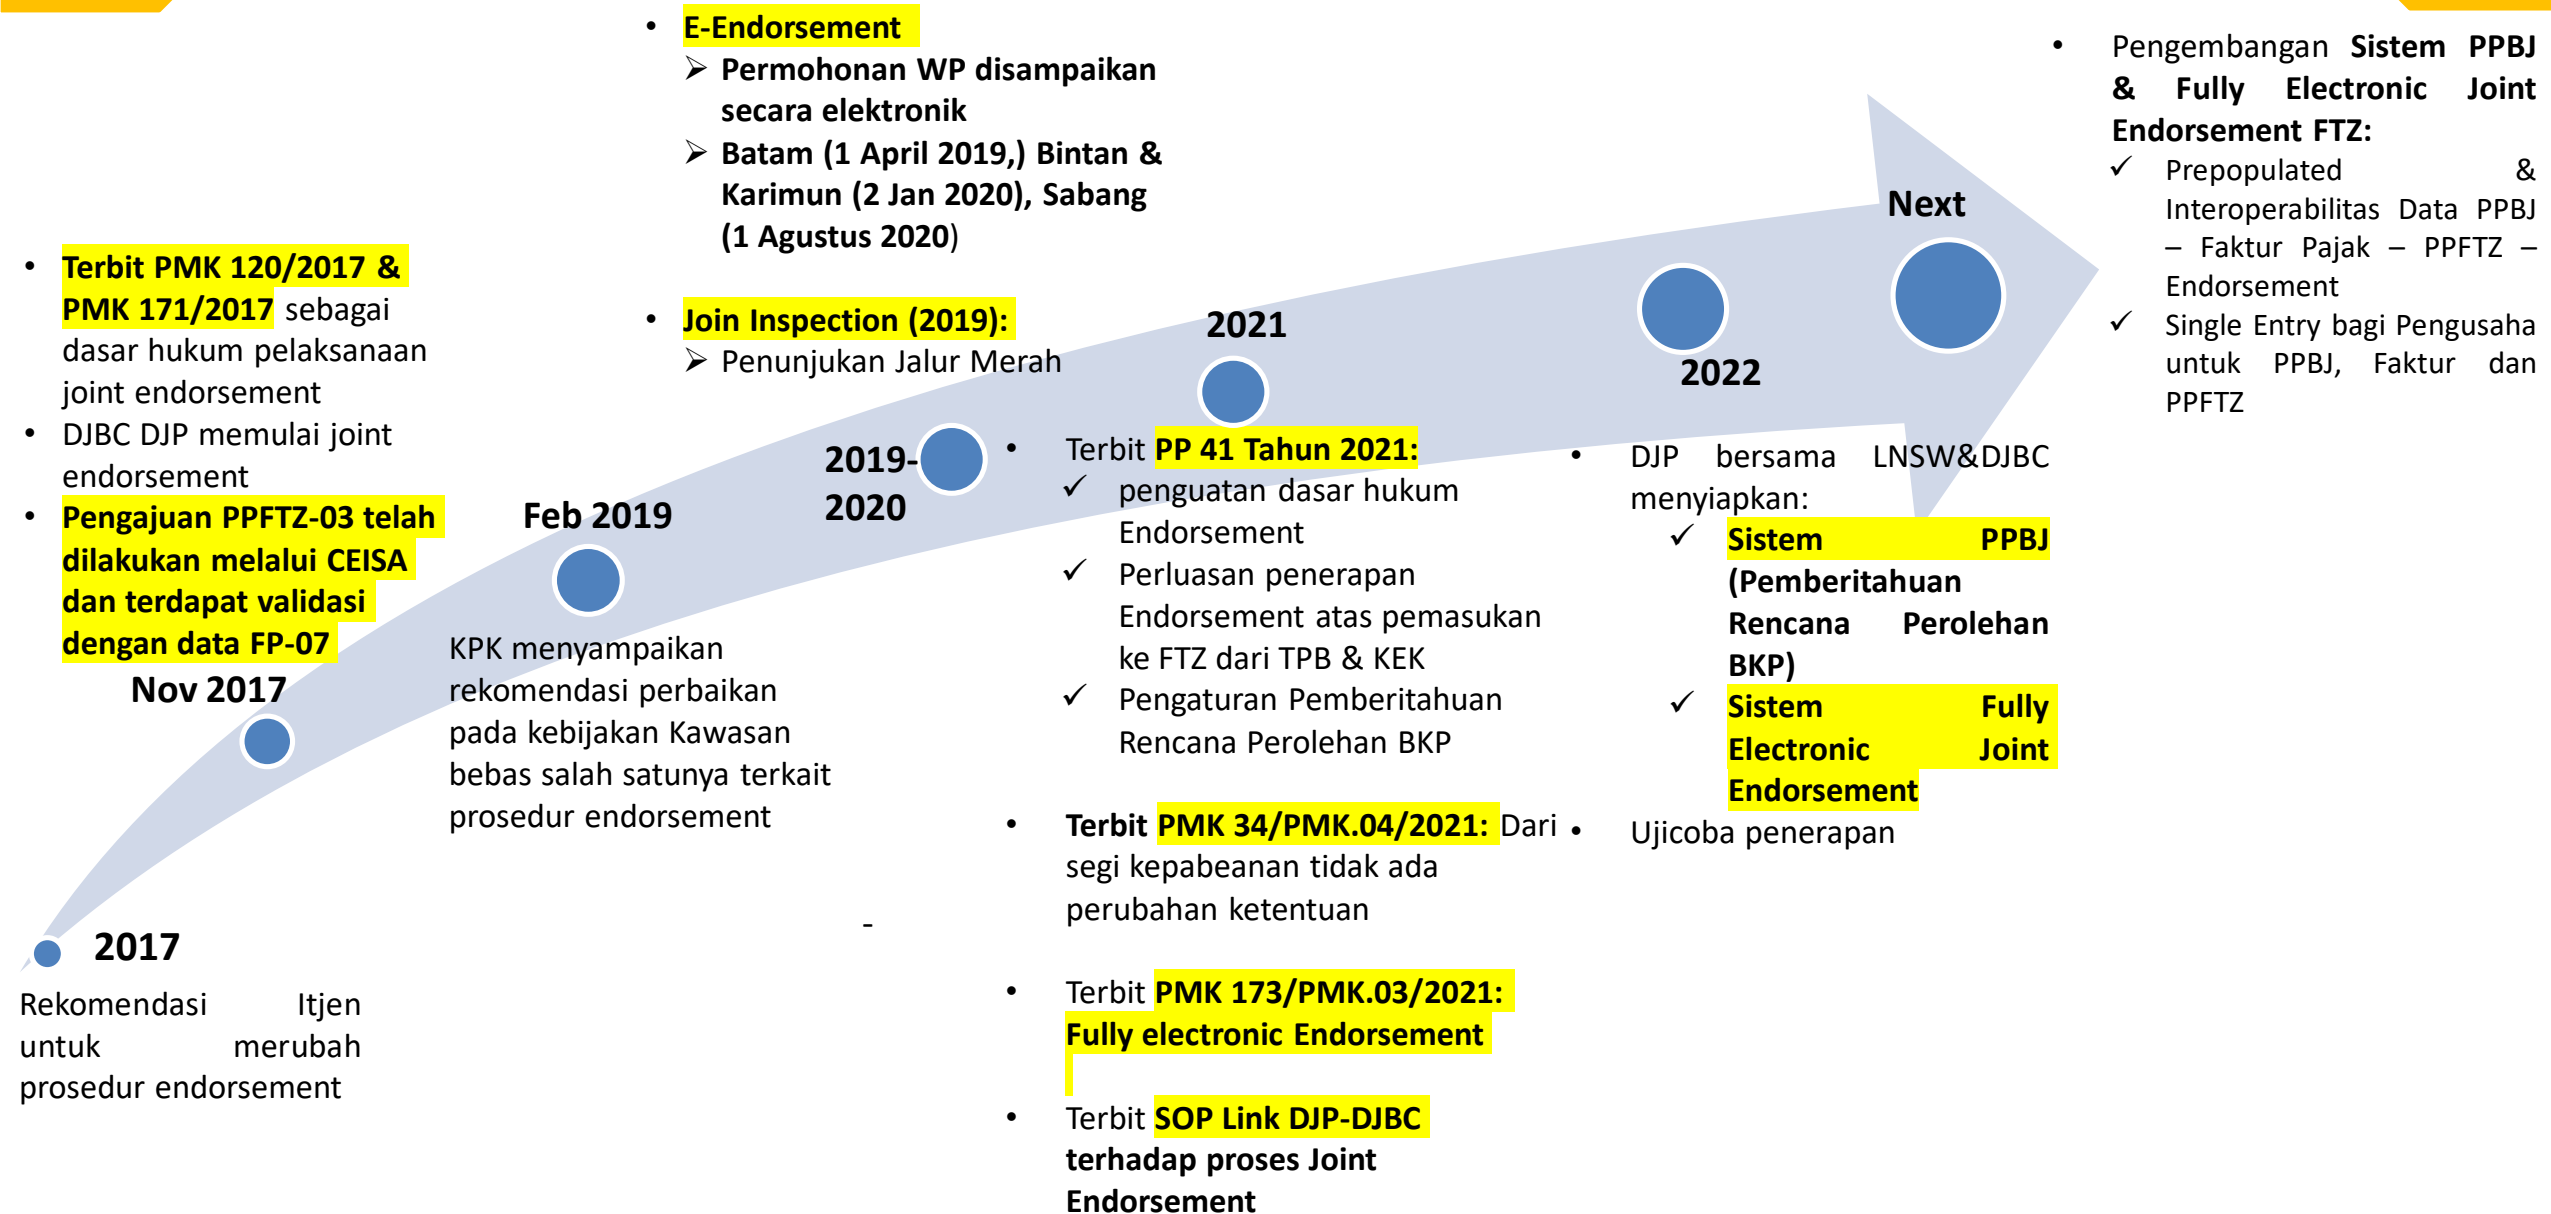 • E-Endorsement
➢ Permohonan WP disampaikan
secara elektronik
➢ Batam (1 April 2019,) Bintan &
Karimun (2 Jan 2020), Sabang
(1 Agustus 2020)
• Join Inspection (2019):
➢ Penunjukan Jalur Merah
• Terbit PMK 120/2017 &
PMK 171/2017 sebagai
dasar hukum pelaksanaan
joint endorsement
• DJBC DJP memulai joint
endorsement
• Pengajuan PPFTZ-03 telah
dilakukan melalui CEISA
dan terdapat validasi
dengan data FP-07
Nov 2017
2017
Rekomendasi Itjen
untuk merubah
prosedur endorsement
Feb 2019
KPK menyampaikan
rekomendasi perbaikan
pada kebijakan Kawasan
bebas salah satunya terkait
prosedur endorsement
2019-
2020
-
2021
• Terbit PP 41 Tahun 2021:
✓ penguatan dasar hukum
Endorsement
✓ Perluasan penerapan
Endorsement atas pemasukan
ke FTZ dari TPB & KEK
✓ Pengaturan Pemberitahuan
Rencana Perolehan BKP
• Terbit PMK 34/PMK.04/2021: Dari
segi kepabeanan tidak ada
perubahan ketentuan
• Terbit PMK 173/PMK.03/2021:
Fully electronic Endorsement
• Terbit SOP Link DJP-DJBC
terhadap proses Joint
Endorsement
2022
• DJP bersama LNSW&DJBC
menyiapkan:
✓ Sistem PPBJ
(Pemberitahuan
Rencana Perolehan
BKP)
✓ Sistem Fully
Electronic Joint
Endorsement
• Ujicoba penerapan
Next
• Pengembangan Sistem PPBJ
& Fully Electronic Joint
Endorsement FTZ:
✓ Prepopulated &
Interoperabilitas Data PPBJ
– Faktur Pajak – PPFTZ –
Endorsement
✓ Single Entry bagi Pengusaha
untuk PPBJ, Faktur dan
PPFTZ